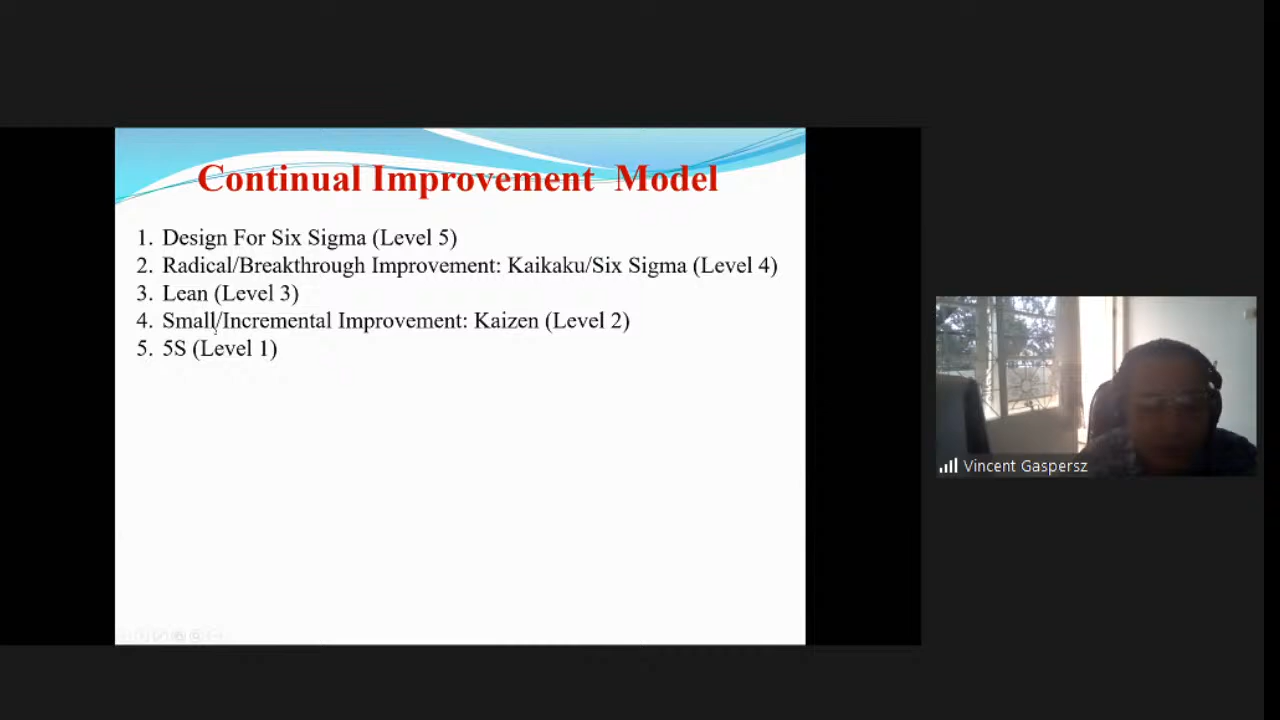 Continual Improvement Model
1. Design For Six Sigma (Level 5)
2. Radical/Breakthrough Improvement: Kaikaku/Six Sigma (Level 4)
3. Lean (Level 3)
4. Small/Incremental Improvement: Kaizen (Level 2)
5. 5S (Level 1)
Vincent Gaspersz